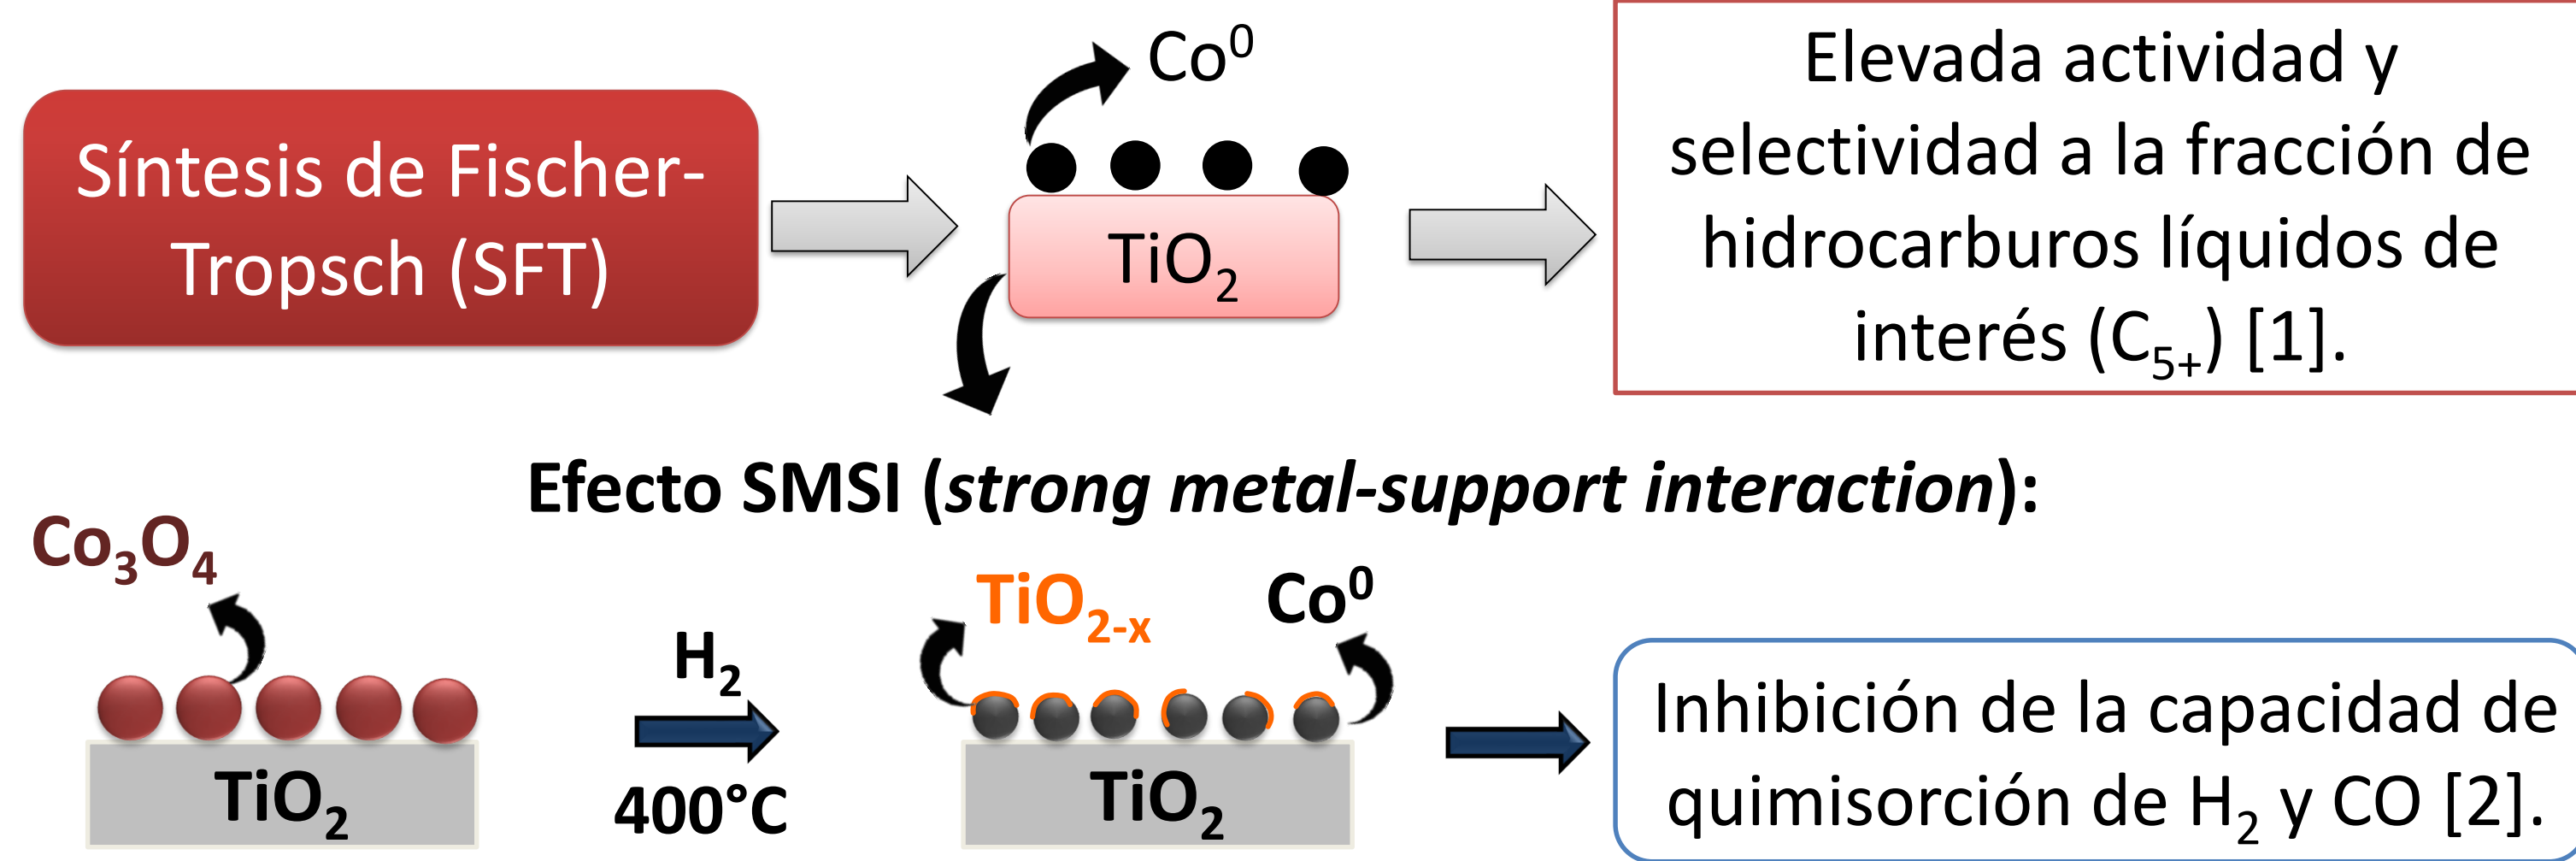 Síntesis de Fischer-
Tropsch (SFT)
Co⁰
TiO₂
Elevada actividad y
selectividad a la fracción de
hidrocarburos líquidos de
interés (C₅₊) [1].
Efecto SMSI (strong metal-support interaction):
Co₃O₄
TiO₂
H₂
400°C
TiO₂₋ₓ
Co⁰
TiO₂
Inhibición de la capacidad de
quimisorción de H₂ y CO [2].